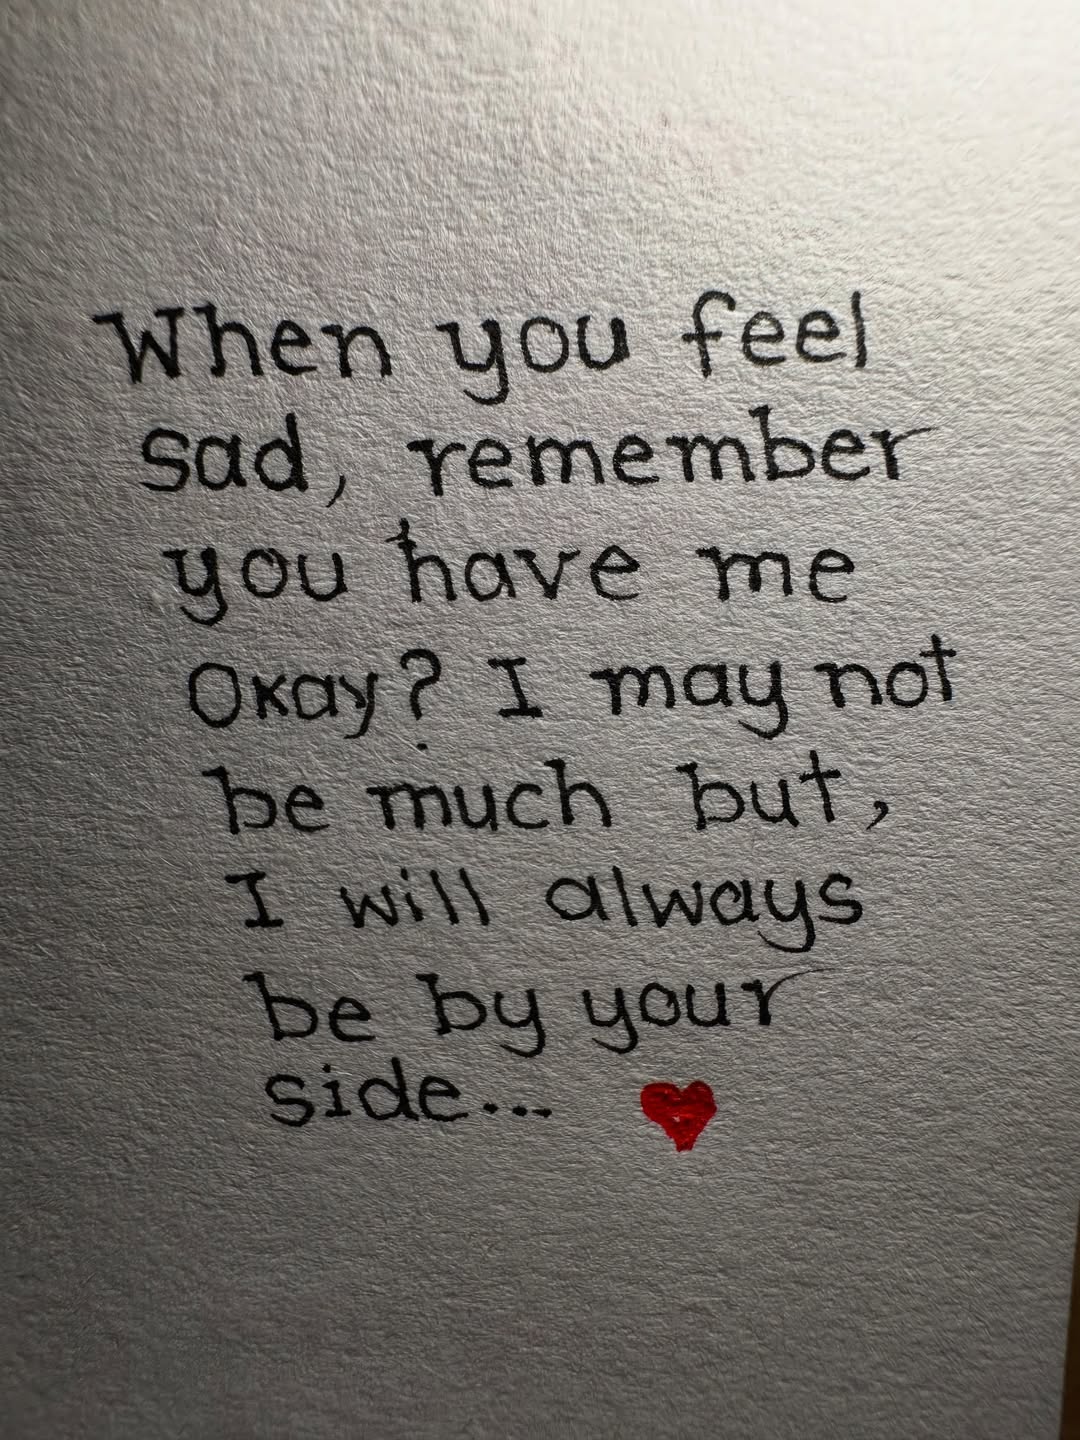 When you feel
sad, remember
you have me
Okay? I may not
be much but,
I will always
be by your
side... ♥